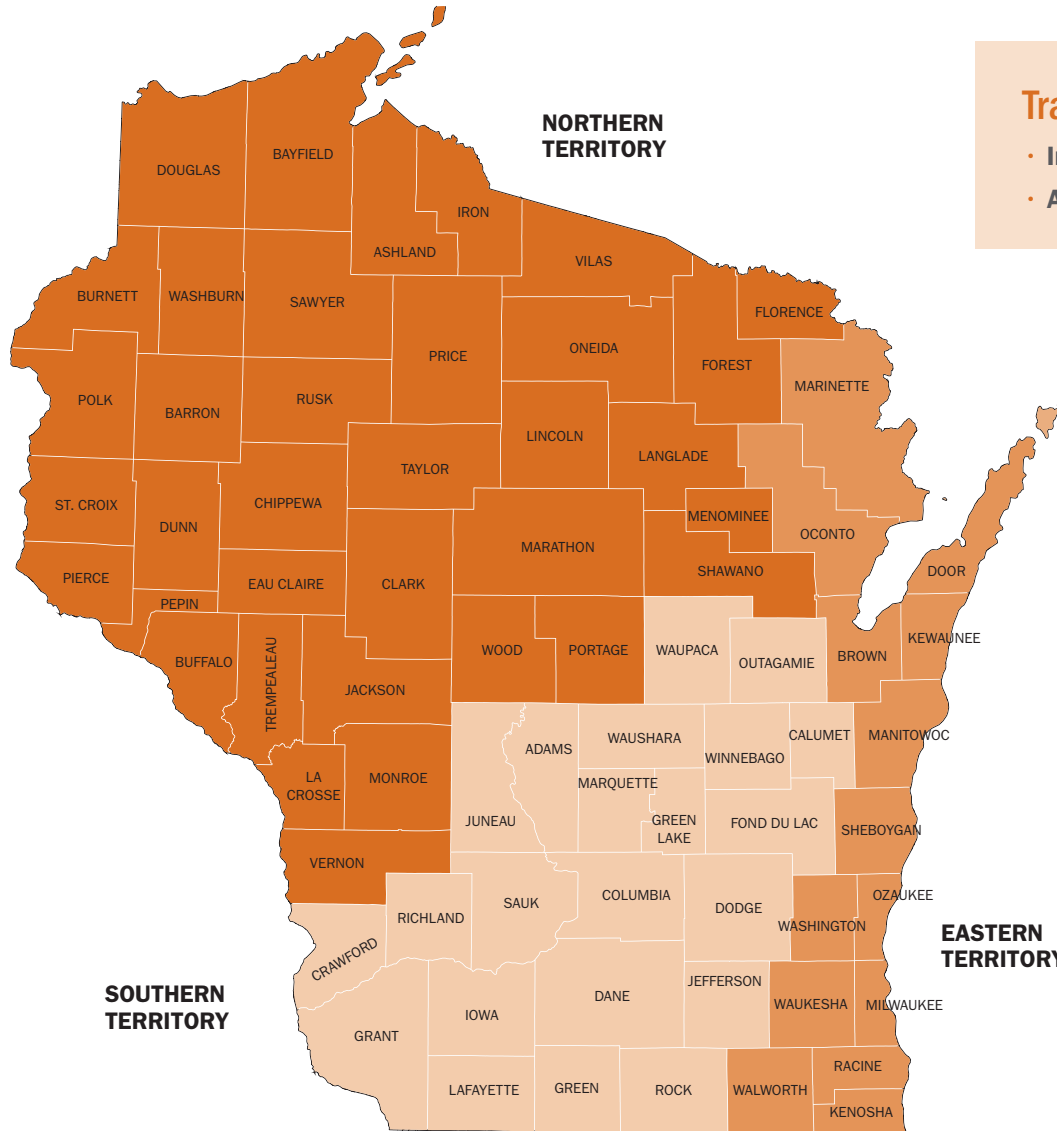 NORTHERN
TERRITORY
Tra
BAYFIELD
DOUGLAS
IRON
ASHLAND
VILAS
BURNETT
WASHBURN
SAWYER
FLORENCE
PRICE
ONEIDA
FOREST
MARINETTE
POLK
BARRON
RUSK
LINCOLN
LANGLADE
TAYLOR
ST. CROIX
CHIPPEWA
MENOMINEE
DUNN
OCONTO
MARATHON
PIERCE
EAU CLAIRE
CLARK
SHAWANO
DOOR
PEPIN
KEWAUNEE
BUFFALO
TREMPEALEAU
WOOD
PORTAGE
WAUPACA
OUTAGAMIE
BROWN
JACKSON
ADAMS
WAUSHARA
CALUMET
MANITOWOC
WINNEBAGO
LA
CROSSE
MONROE
MARQUETTE
JUNEAU
GREEN
LAKE
FOND DU LAC
SHEBOYGAN
VERNON
RICHLAND
SAUK
COLUMBIA
DODGE
OZAUKEE
WASHINGTON
EASTERN
TERRITORY
CRAWFORD
SOUTHERN
TERRITORY
JEFFERSON
DANE
WAUKESHA
MILWAUKEE
IOWA
GRANT
LAFAYETTE
GREEN
ROCK
WALWORTH
RACINE
KENOSHA